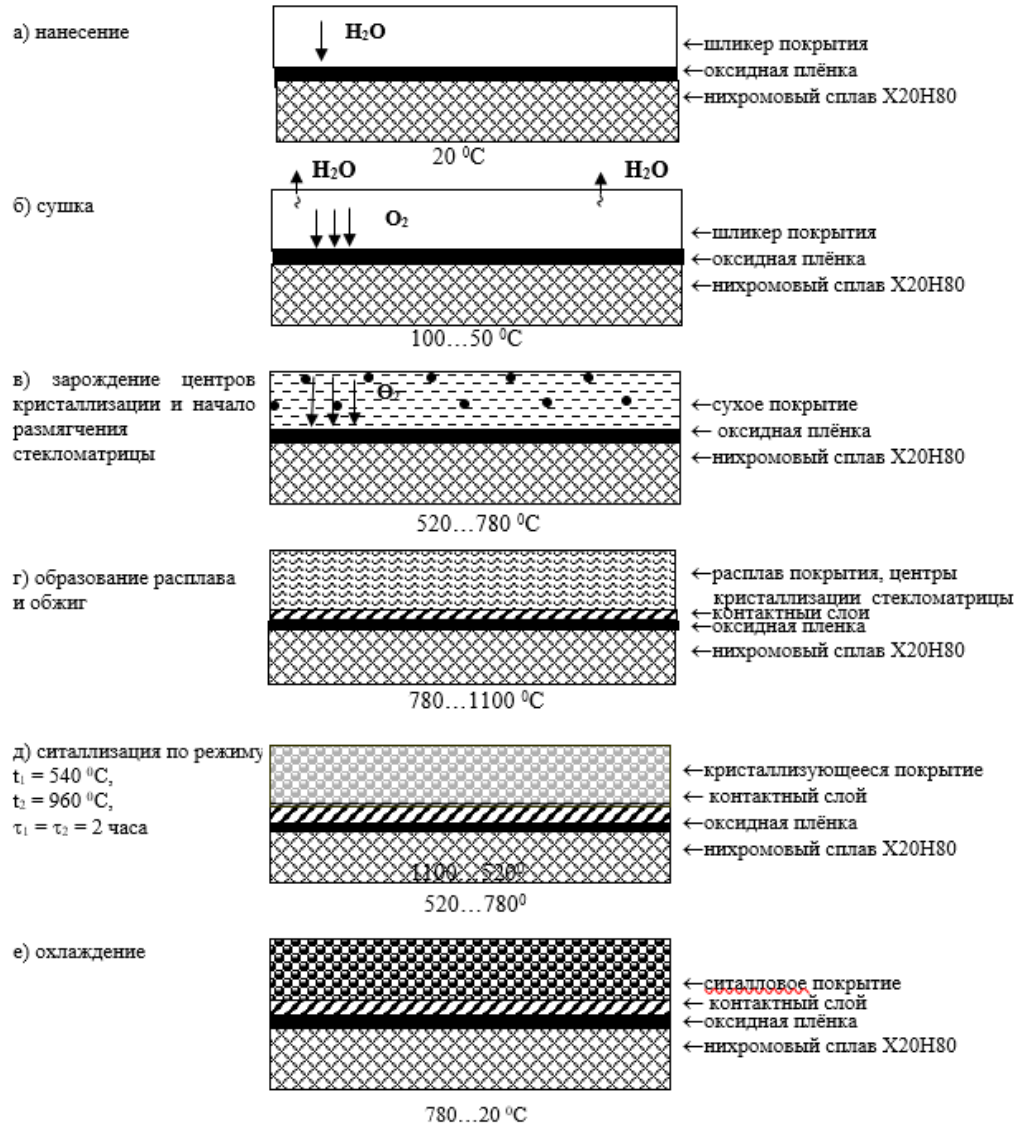 а) нанесение
H₂O
←шликер покрытия
←оксидная плёнка
←нихромовый сплав Х20Н80
20 ⁰С
H₂O
H₂O
б) сушка
O₂
←шликер покрытия
←оксидная плёнка
←нихромовый сплав Х20Н80
100…50 ⁰С
в) зарождение центров
кристаллизации и начало
размягчения
стекломатрицы
O₂
←сухое покрытие
← оксидная плёнка
←нихромовый сплав Х20Н80
520…780 ⁰С
г) образование расплава
и обжиг
←расплав покрытия, центры
кристаллизации стекломатрицы
←контактный слой
←оксидная пленка
←нихромовый сплав Х20Н80
780…1100 ⁰С
д) ситаллизация по режиму
t₁ = 540 ⁰С,
t₂ = 960 ⁰С,
τ₁ = τ₂ = 2 часа
←кристаллизующееся покрытие
← контактный слой
←оксидная плёнка
←нихромовый сплав Х20Н80
1100…520⁰
520…780⁰
е) охлаждение
←ситалловое покрытие
← контактный слой
←оксидная плёнка
←нихромовый сплав Х20Н80
780…20 ⁰С